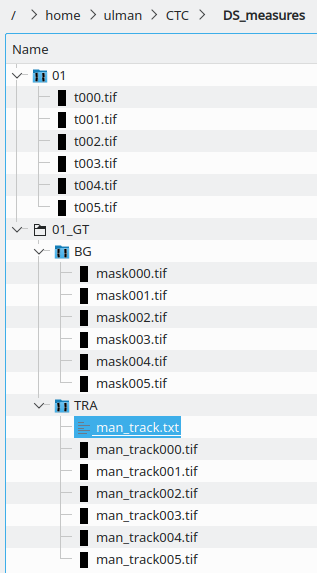 / > home > ulman > CTC > DS_measures
Name
01
t000.tif
t001.tif
t002.tif
t003.tif
t004.tif
t005.tif
01_GT
BG
mask000.tif
mask001.tif
mask002.tif
mask003.tif
mask004.tif
mask005.tif
TRA
man_track.txt
man_track000.tif
man_track001.tif
man_track002.tif
man_track003.tif
man_track004.tif
man_track005.tif